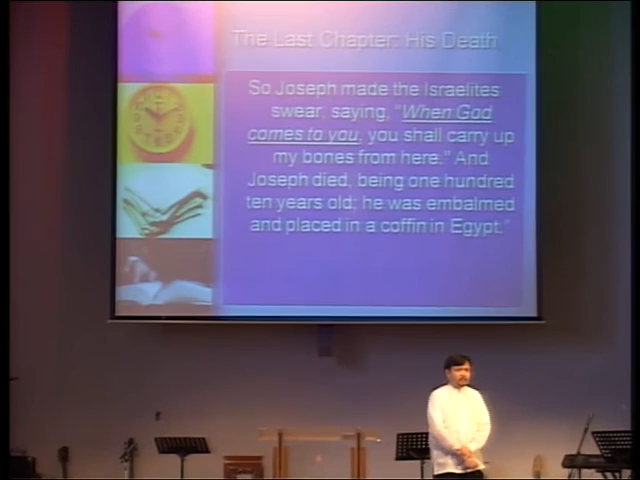 The Last Chapter: His Death
So Joseph made the Israelites
swear, saying, "When God
comes to you, you shall carry up
my bones from here." And
Joseph died, being one hundred
ten years old; he was embalmed
and placed in a coffin in Egypt."